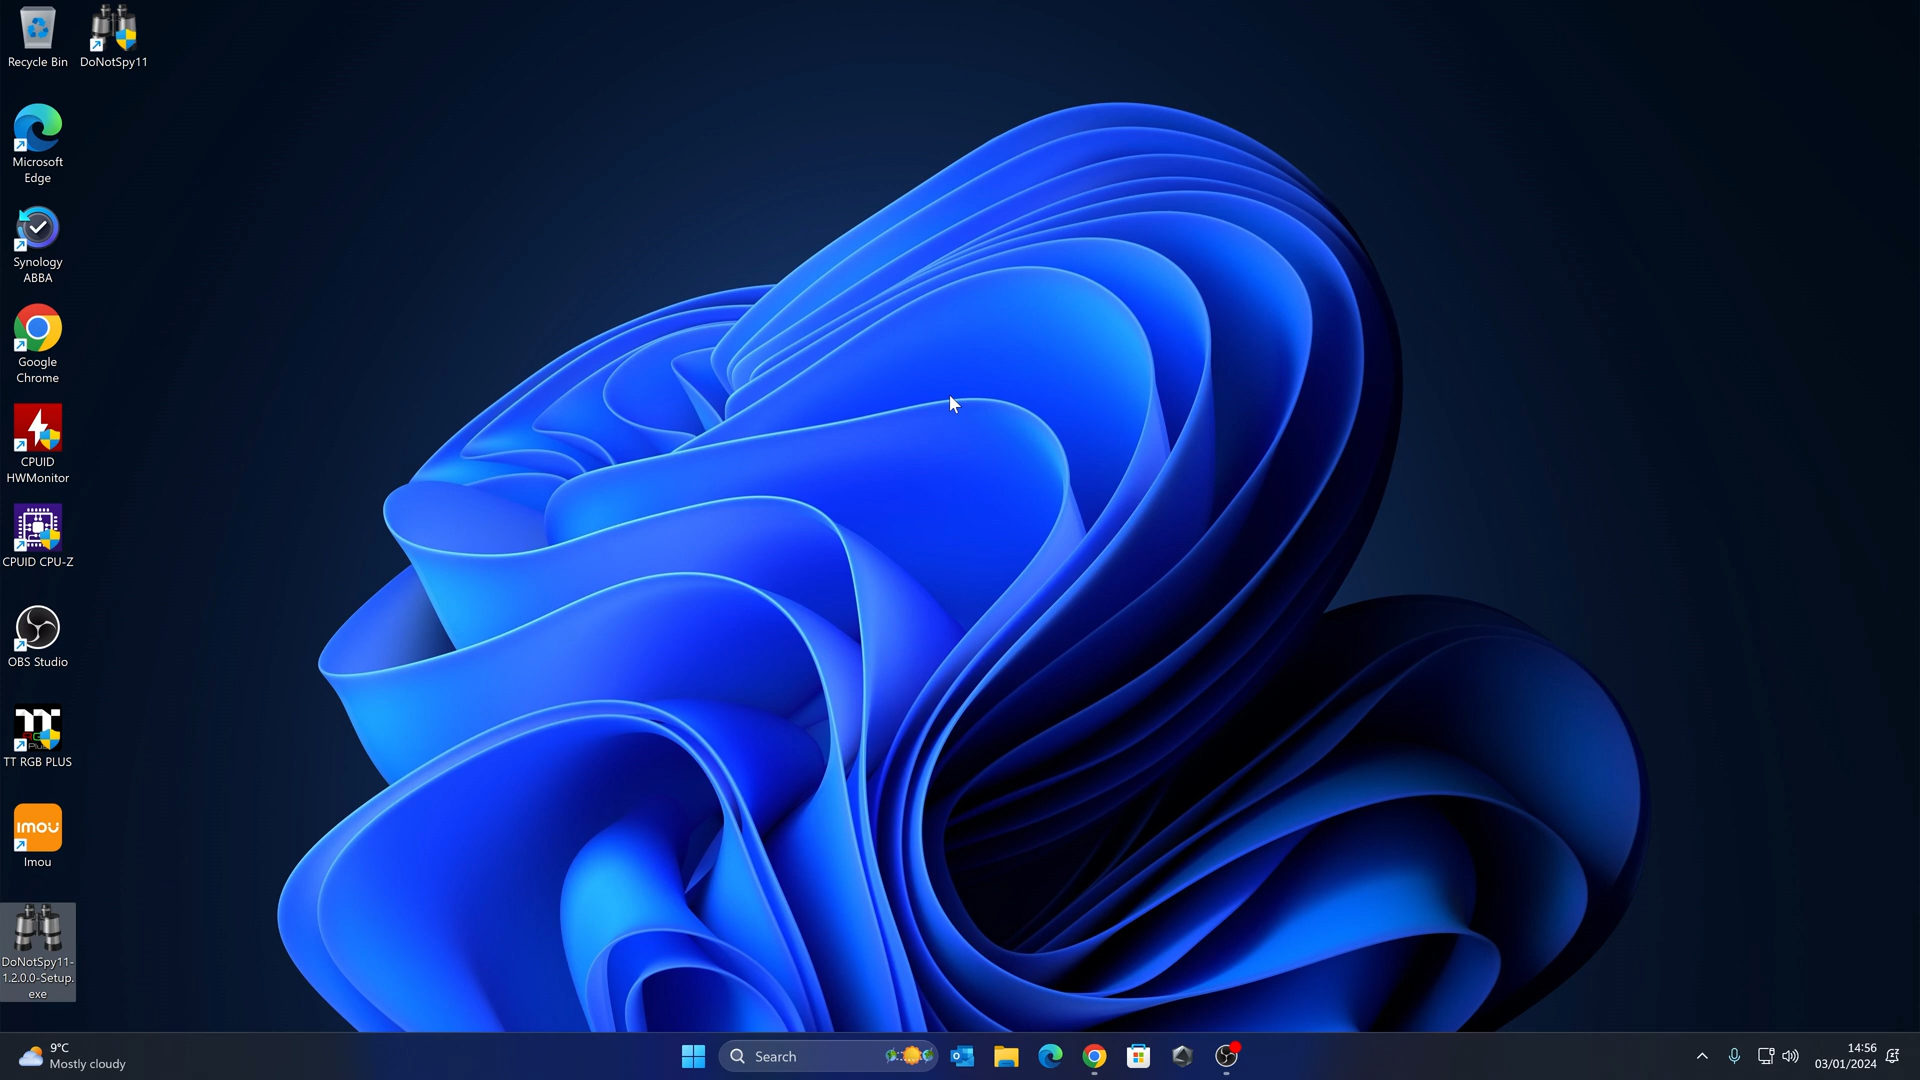 Recycle Bin
DoNotSpy11
Microsoft
Edge
Synology
ABBA
Google
Chrome
CPUID
HWMonitor
CPUID CPU-Z
OBS Studio
TT RGB PLUS
imou
Imou
DoNotSpy11-
1.2.0.0-Setup.
exe
9°C
Mostly cloudy
Search
14:56
03/01/2024